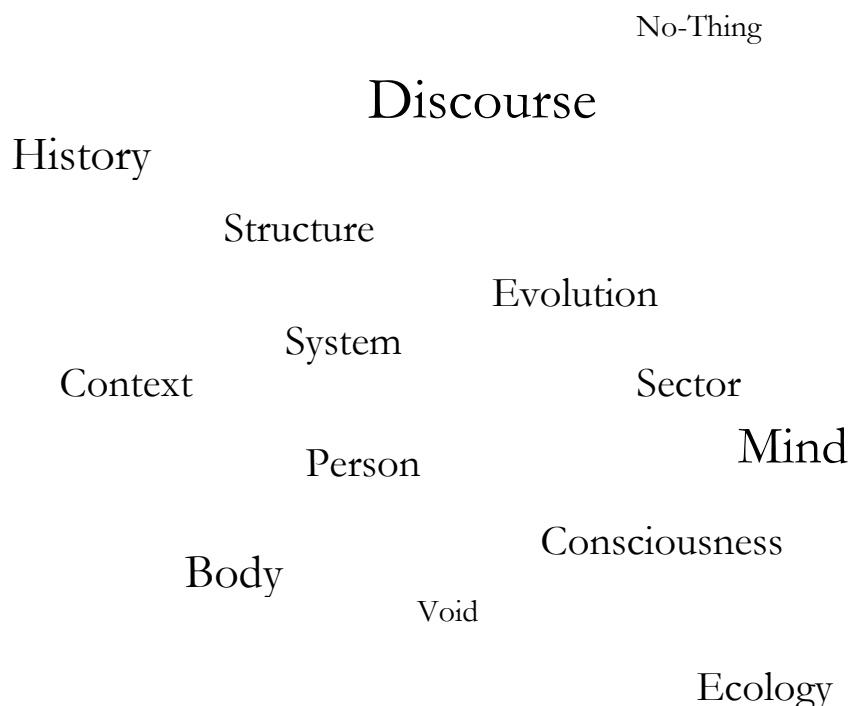 No-Thing
Discourse
History
Structure
Evolution
System
Context
Sector
Mind
Person
Consciousness
Body
Void
Ecology